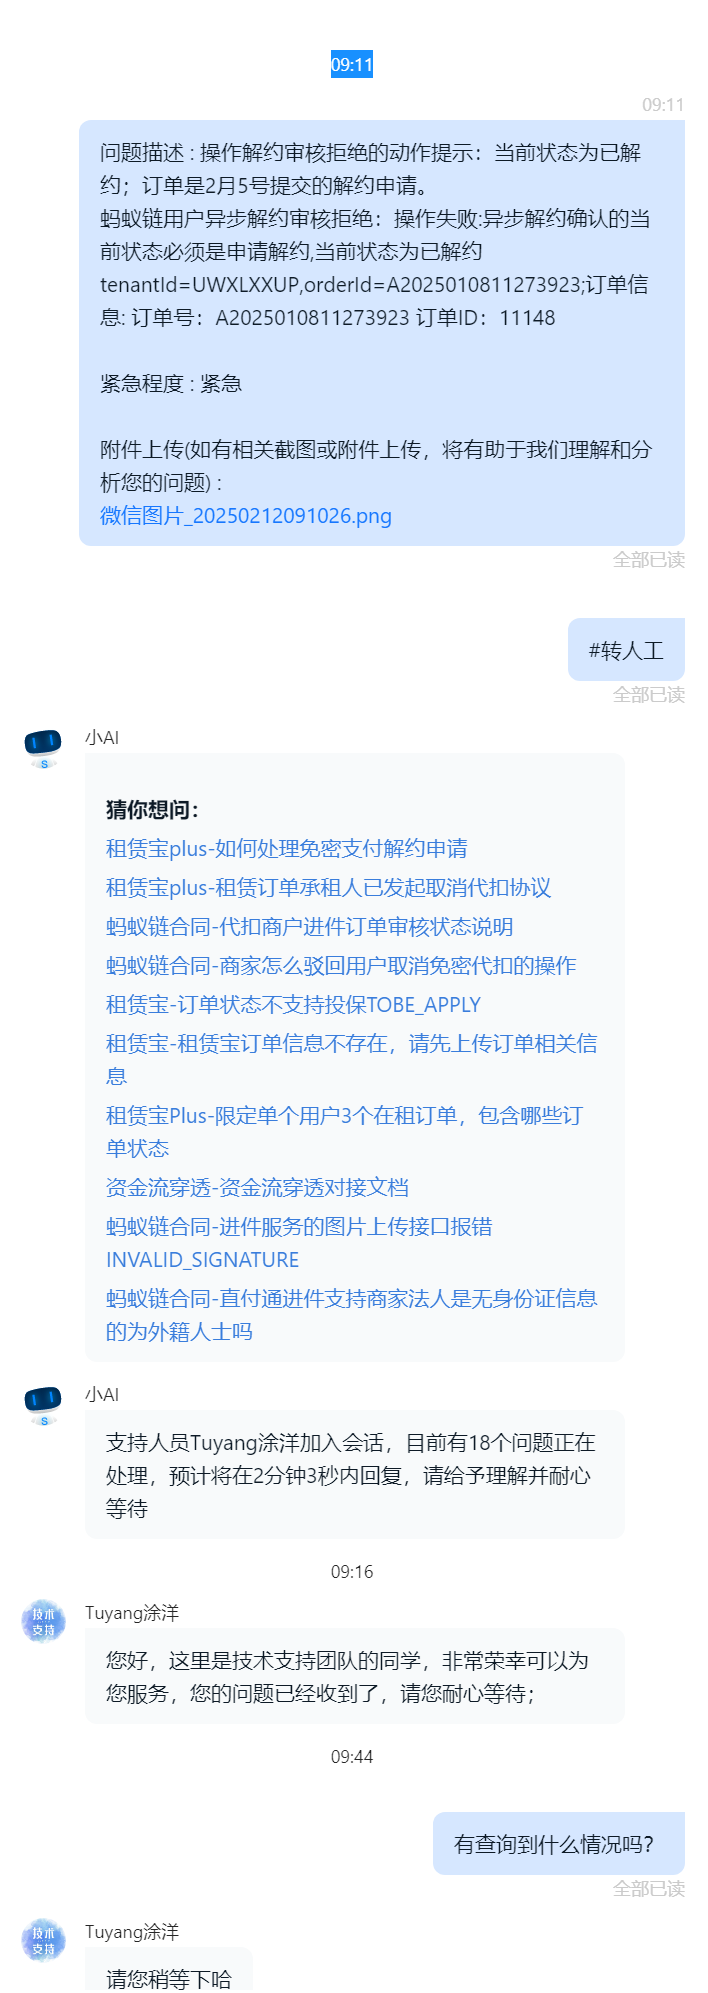 09:11
09:11
问题描述 : 操作解约审核拒绝的动作提示：当前状态为已解
约；订单是2月5号提交的解约申请。
蚂蚁链用户异步解约审核拒绝：操作失败:异步解约确认的当
前状态必须是申请解约,当前状态为已解约
tenantId=UWXLXXUP,orderId=A2025010811273923;订单信
息: 订单号：A2025010811273923 订单ID：11148
紧急程度 : 紧急
附件上传(如有相关截图或附件上传，将有助于我们理解和分
析您的问题) :
微信图片_20250212091026.png
全部已读
#转人工
全部已读
小AI
猜你想问：
租赁宝plus-如何处理免密支付解约申请
租赁宝plus-租赁订单承租人已发起取消代扣协议
蚂蚁链合同-代扣商户进件订单审核状态说明
蚂蚁链合同-商家怎么驳回用户取消免密代扣的操作
租赁宝-订单状态不支持投保TOBE_APPLY
租赁宝-租赁宝订单信息不存在，请先上传订单相关信
息
租赁宝Plus-限定单个用户3个在租订单，包含哪些订
单状态
资金流穿透-资金流穿透对接文档
蚂蚁链合同-进件服务的图片上传接口报错
INVALID_SIGNATURE
蚂蚁链合同-直付通进件支持商家法人是无身份证信息
的为外籍人士吗
小AI
支持人员Tuyang涂洋加入会话，目前有18个问题正在
处理，预计将在2分钟3秒内回复，请给予理解并耐心
等待
09:16
技术
支持
Tuyang涂洋
您好，这里是技术支持团队的同学，非常荣幸可以为
您服务，您的问题已经收到了，请您耐心等待；
09:44
有查询到什么情况吗？
全部已读
技术
支持
Tuyang涂洋
请您稍等下哈